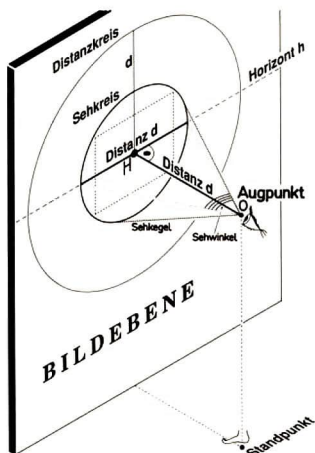 Distanzkreis
d
Horizont h
Sehkreis
Distanz d
H
Distanz d
Augpunkt
O
Sehkegel
Sehwinkel
BILDEBENE
Standpunkt